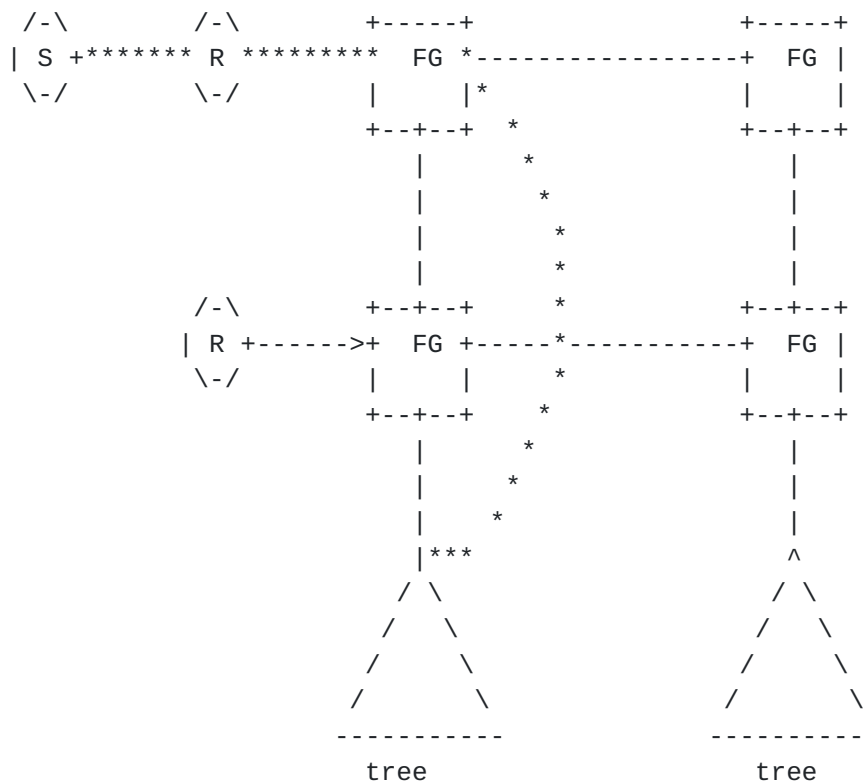 /-\        /-\        +-----+                 +-----+
 | S +******* R *********  FG *-----------------+  FG |
  \-/        \-/        |     |*                |     |
                        +--+--+  *              +--+--+
                           |      *                |
                           |       *               |
                           |        *              |
                           |        *              |
             /-\        +--+--+     *           +--+--+
            | R +------>+  FG +-----*-----------+  FG |
             \-/        |     |     *           |     |
                        +--+--+    *            +--+--+
                           |      *                |
                           |     *                 |
                           |    *                  |
                           |***                    ^
                          / \                     / \
                         /   \                   /   \
                        /     \                 /     \
                       /       \               /       \
                      -----------             ----------
                        tree                     tree